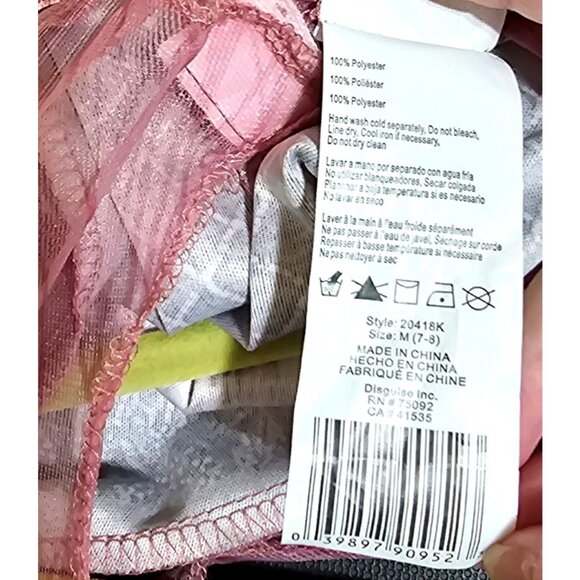 100% Polyester
100% Poliéster
100% Polyester
Hand wash cold separately, Do not bleach,
Line dry, Cool iron if necessary,
Do not dry clean
Lavar a mano por separado con agua fría
No utilizar blanqueadores, Secar colgada
Planchar a baja temperatura si es necesario
No lavar en seco
Laver à la main à l'eau froide séparément
Ne pas passer à l'eau de javel, Séchage sur corde
Repasser à basse température si necessaire
Ne pas nettoyer à sec
Style: 20418K
Size: M (7-8)
MADE IN CHINA
HECHO EN CHINA
FABRIQUÉ EN CHINE
Disguise Inc.
RN # 75092
CA # 41535
0 39897 90952